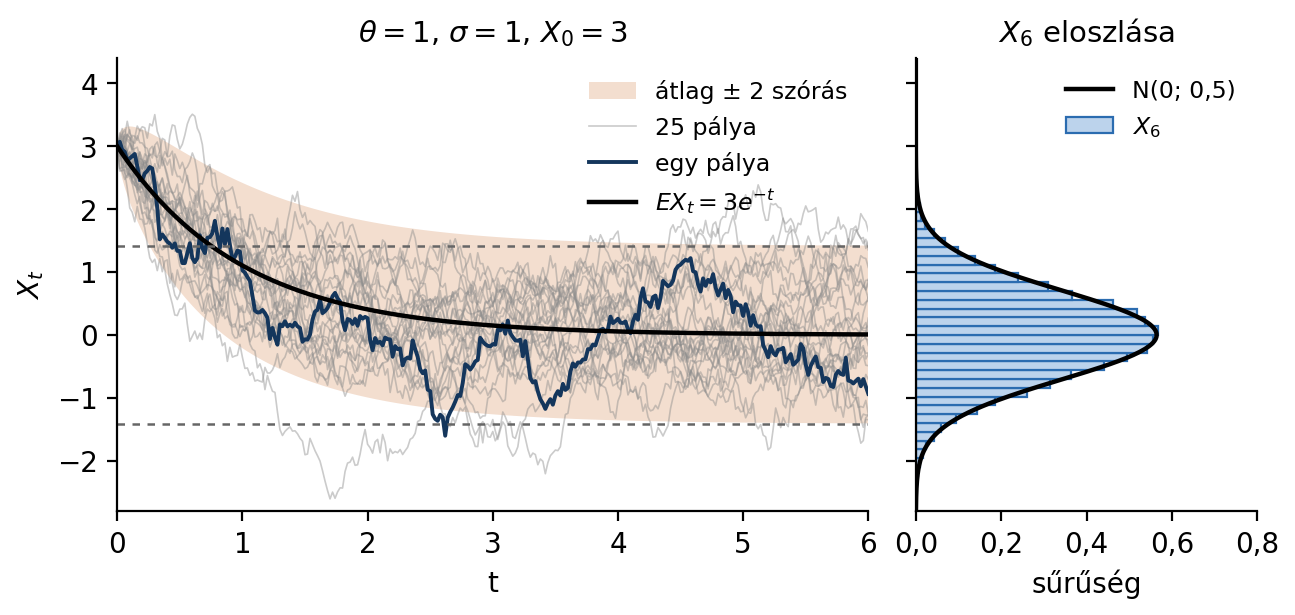 θ = 1, σ = 1, X₀ = 3
átlag ± 2 szórás
25 pálya
egy pálya
EXₜ = 3e⁻ᵗ
Xₜ
4
3
2
1
0
−1
−2
0 1 2 3 4 5 6
t
X₆ eloszlása
N(0; 0,5)
X₆
0,0 0,2 0,4 0,6 0,8
sűrűség